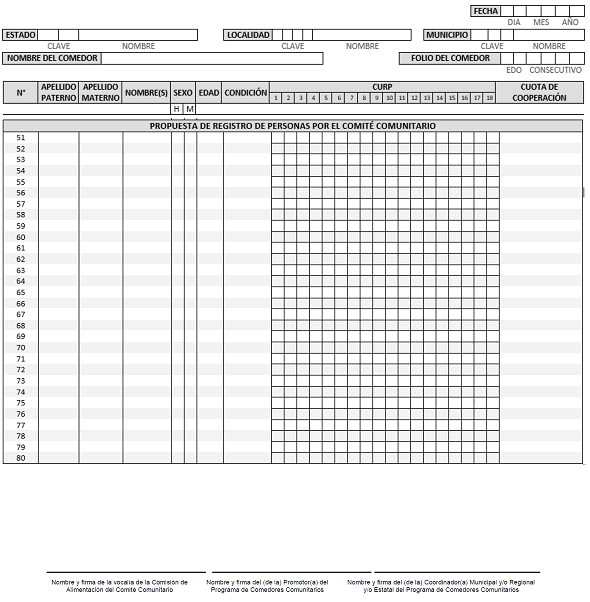 FECHA
DIA MES AÑO
ESTADO LOCALIDAD MUNICIPIO
CLAVE NOMBRE CLAVE NOMBRE CLAVE NOMBRE
NOMBRE DEL COMEDOR FOLIO DEL COMEDOR
EDO CONSECUTIVO
N° APELLIDO PATERNO APELLIDO MATERNO NOMBRE(S) SEXO EDAD CONDICIÓN CURP CUOTA DE COOPERACIÓN
1 2 3 4 5 6 7 8 9 10 11 12 13 14 15 16 17 18
H M
PROPUESTA DE REGISTRO DE PERSONAS POR EL COMITÉ COMUNITARIO
51
52
53
54
55
56
57
58
59
60
61
62
63
64
65
66
67
68
69
70
71
72
73
74
75
76
77
78
79
80
Nombre y firma de la vocalía de la Comisión de
Alimentación del Comité Comunitario
Nombre y firma del (de la) Promotor(a) del
Programa de Comedores Comunitarios
Nombre y firma del (de la) Coordinador(a) Municipal y/o Regional
y/o Estatal del Programa de Comedores Comunitarios